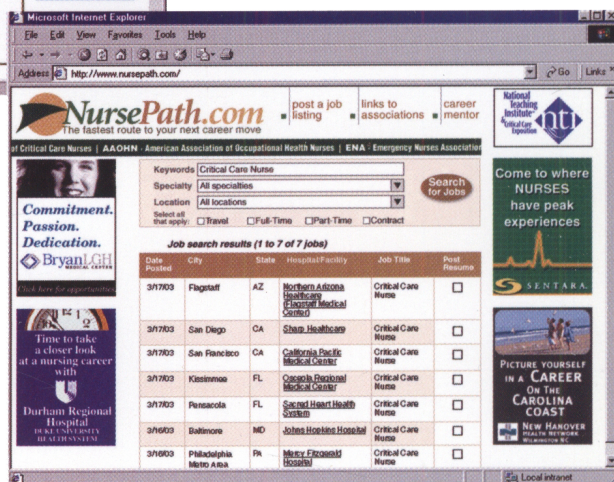 Microsoft Internet Explorer
File Edit View Favorites Tools Help
Address http://www.nursepath.com/ Go Links
NursePath.com
The fastest route to your next career move
post a job listing
links to associations
career mentor
National Teaching Institute
& Critical Care Exposition
nti
of Critical Care Nurses | AAOHN - American Association of Occupational Health Nurses | ENA - Emergency Nurses Association
Commitment.
Passion.
Dedication.
BryanLGH
MEDICAL CENTER
Click here for opportunities
Keywords Critical Care Nurse
Specialty All specialties
Location All locations
Select all that apply: Travel Full-Time Part-Time Contract
Search for Jobs
Come to where
NURSES
have peak
experiences
SENTARA
Job search results (1 to 7 of 7 jobs)
Date Posted City State Hospital/Facility Job Title Post Resume
3/17/03 Flagstaff AZ Northern Arizona Healthcare (Flagstaff Medical Center) Critical Care Nurse
3/17/03 San Diego CA Sharp Healthcare Critical Care Nurse
3/17/03 San Francisco CA California Pacific Medical Center Critical Care Nurse
3/17/03 Kissimmee FL Osceola Regional Medical Center Critical Care Nurse
3/17/03 Pensacola FL Sacred Heart Health System Critical Care Nurse
3/16/03 Baltimore MD Johns Hopkins Hospital Critical Care Nurse
3/16/03 Philadelphia Metro Area PA Mercy Fitzgerald Hospital Critical Care Nurse
Time to take
a closer look
at a nursing career
with
Durham Regional
Hospital
DUKE UNIVERSITY
HEALTH SYSTEM
PICTURE YOURSELF
IN A CAREER
ON THE
CAROLINA
COAST
NEW HANOVER
HEALTH NETWORK
WILMINGTON NC
Local intranet